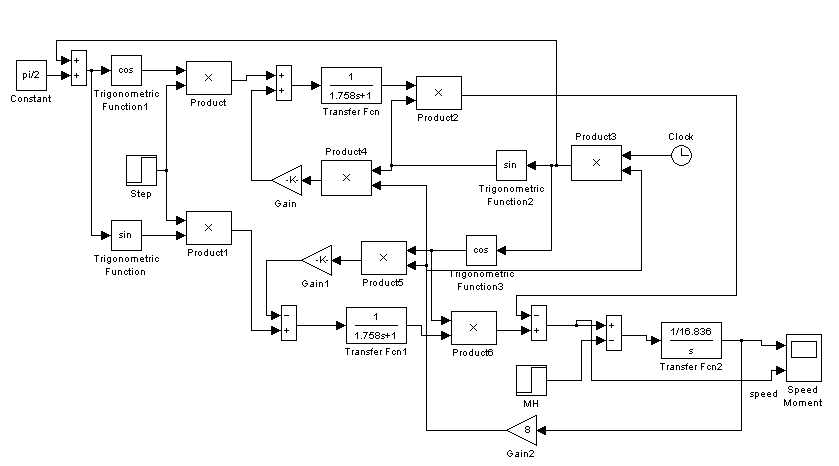 pi/2
Constant
+
+
cos
Trigonometric
Function1
×
Product
+
+
1
1.758s+1
Transfer Fcn
×
Product2
Product4
×
-K-
Gain
sin
Trigonometric
Function2
Product3
×
Clock
Step
sin
Trigonometric
Function
×
Product1
-K-
Gain1
×
Product5
cos
Trigonometric
Function3
−
+
1
1.758s+1
Transfer Fcn1
×
Product6
−
+
+
−
1/16.836
s
Transfer Fcn2
MH
speed
Speed
Moment
8
Gain2